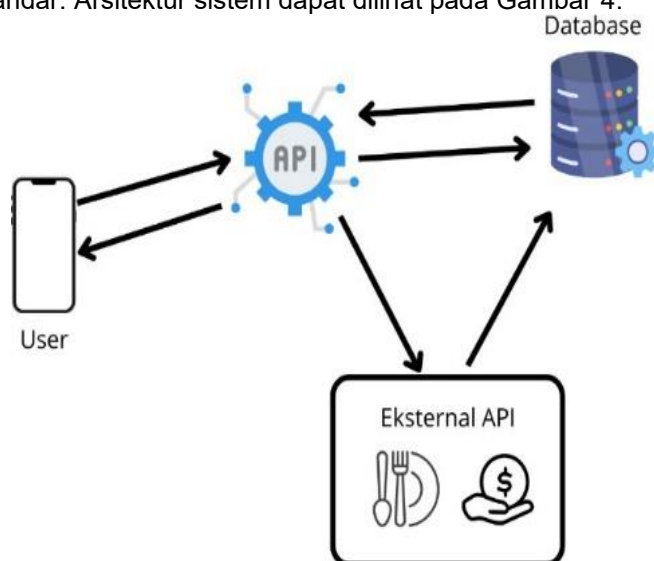 Arsitektur sistem dapat dilihat pada Gambar 4.
Database
API
User
Eksternal API
$